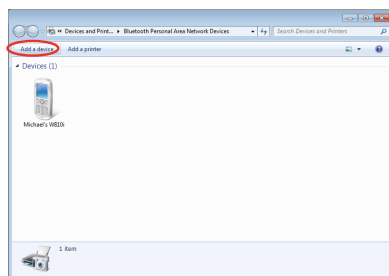 Devices and Print... Bluetooth Personal Area Network Devices Search Devices and Printers
Add a device Add a printer
Devices (1)
Michael's W810i
1 item